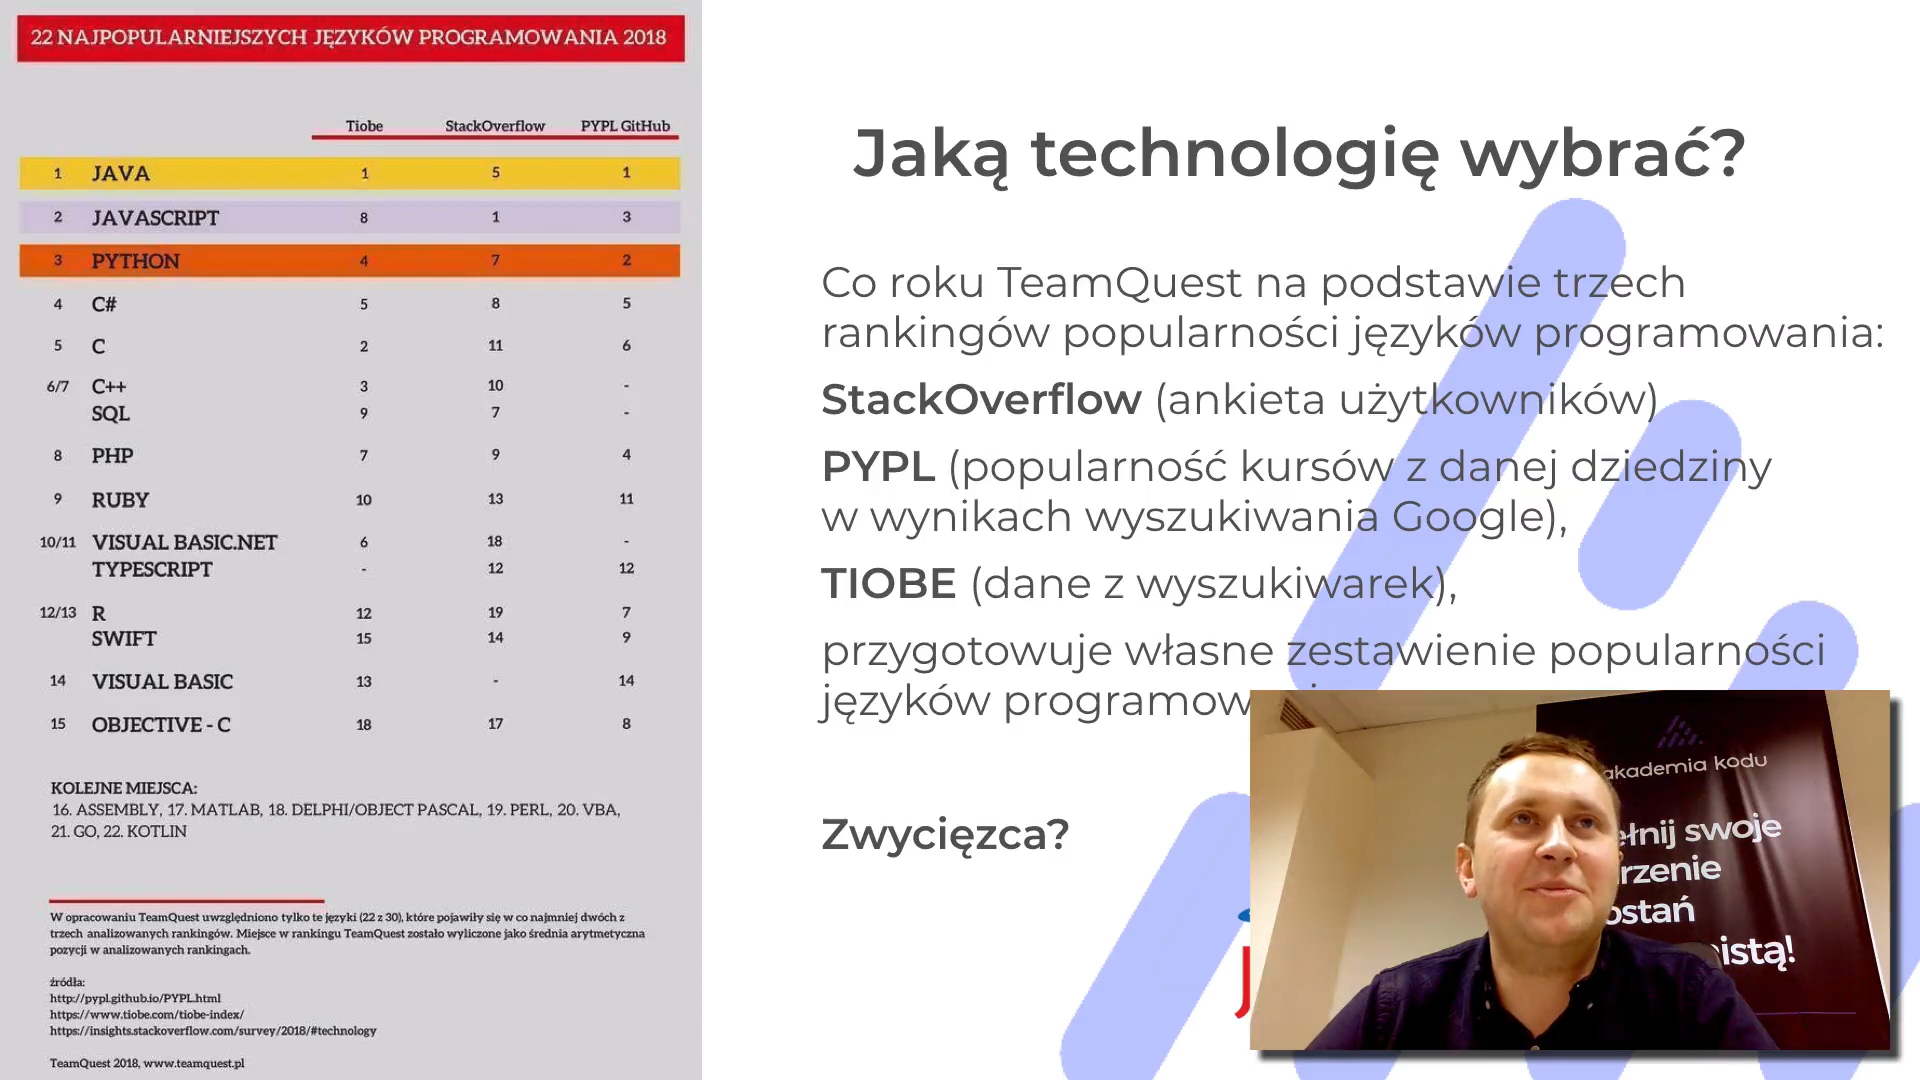 22 NAJPOPULARNIEJSZYCH JĘZYKÓW PROGRAMOWANIA 2018
Tiobe StackOverflow PYPL GitHub
1 JAVA 1 5 1
2 JAVASCRIPT 8 1 3
3 PYTHON 4 7 2
4 C# 5 8 5
5 C 2 11 6
6/7 C++ 3 10 -
SQL 9 7 -
8 PHP 7 9 4
9 RUBY 10 13 11
10/11 VISUAL BASIC.NET 6 18 -
TYPESCRIPT - 12 12
12/13 R 12 19 7
SWIFT 15 14 9
14 VISUAL BASIC 13 - 14
15 OBJECTIVE - C 18 17 8
KOLEJNE MIEJSCA:
16. ASSEMBLY, 17. MATLAB, 18. DELPHI/OBJECT PASCAL, 19. PERL, 20. VBA,
21. GO, 22. KOTLIN
W opracowaniu TeamQuest uwzględniono tylko te języki (22 z 30), które pojawiły się w co najmniej dwóch z
trzech analizowanych rankingów. Miejsce w rankingu TeamQuest zostało wyliczone jako średnia arytmetyczna
pozycji w analizowanych rankingach.
źródła:
http://pypl.github.io/PYPL.html
https://www.tiobe.com/tiobe-index/
https://insights.stackoverflow.com/survey/2018/#technology
TeamQuest 2018, www.teamquest.pl
Jaką technologię wybrać?
Co roku TeamQuest na podstawie trzech
rankingów popularności języków programowania:
StackOverflow (ankieta użytkowników)
PYPL (popularność kursów z danej dziedziny
w wynikach wyszukiwania Google),
TIOBE (dane z wyszukiwarek),
przygotowuje własne zestawienie popularności
języków programow
Zwycięzca?
akademia kodu
ełnij swoje
rzenie
ostań
istą!